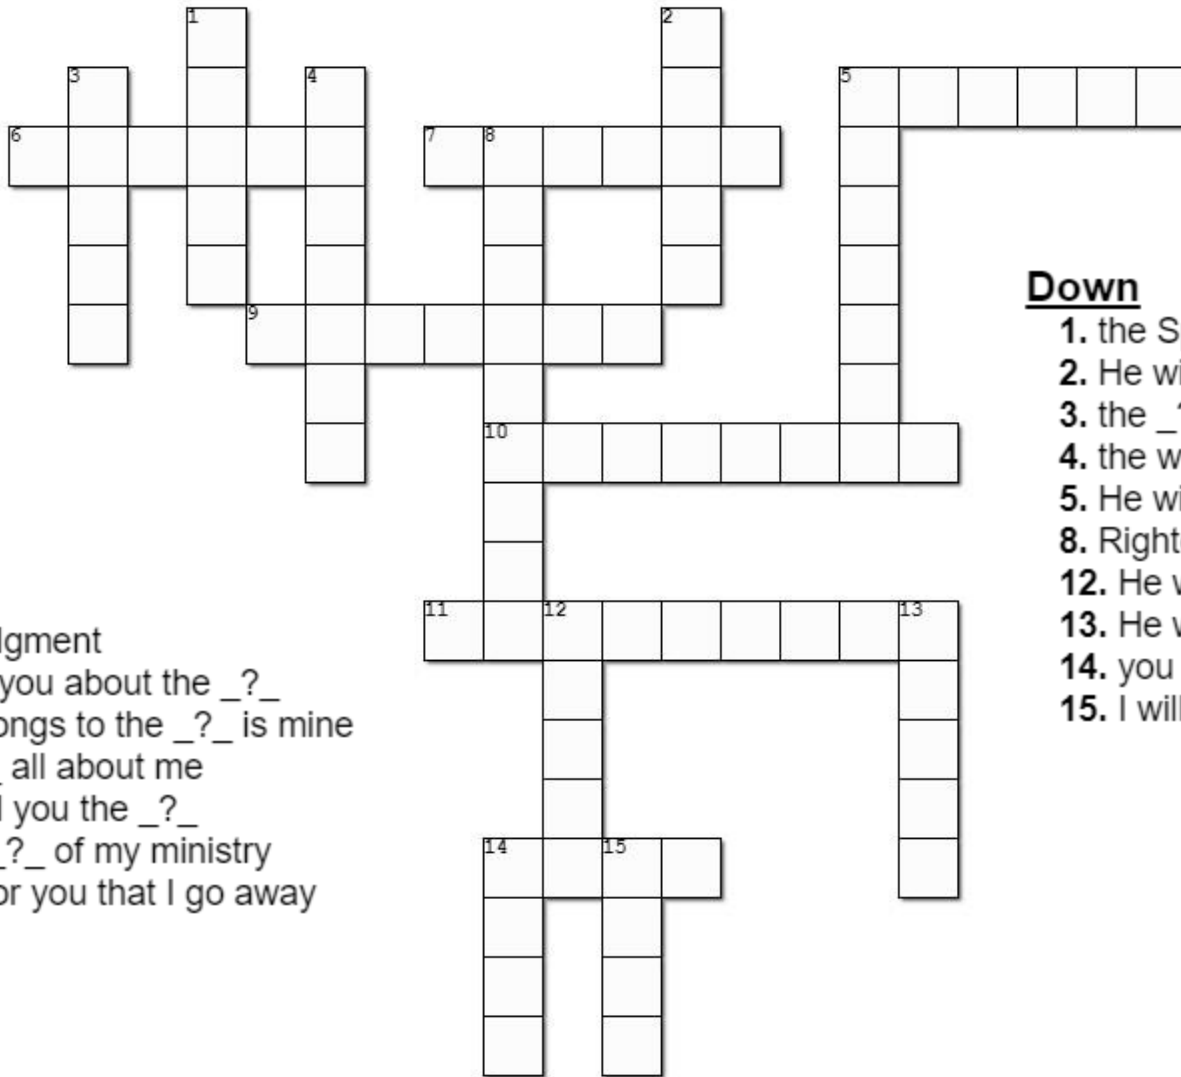 1
2
3
4
5
6
7
8
9
10
11
12
13
14
15
Down
1. the S
2. He wi
3. the _?
4. the w
5. He wi
8. Right
12. He w
13. He w
14. you
15. I will
lgment
you about the _?_
ongs to the _?_ is mine
_ all about me
l you the _?_
_?_ of my ministry
or you that I go away